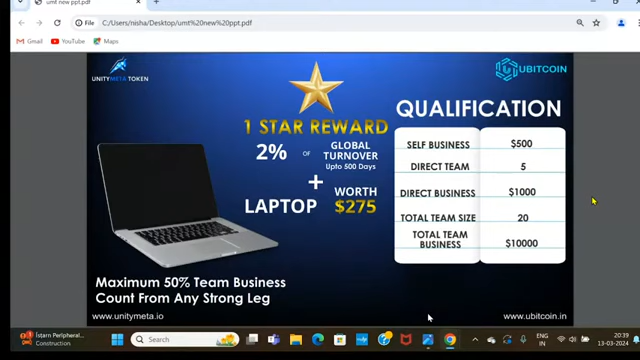 umt new ppt.pdf
File
C:/Users/nisha/Desktop/umt%20new%20ppt.pdf
Gmail
YouTube
Maps
UNITYMETA TOKEN
UBITCOIN
1 STAR REWARD
2% OF GLOBAL TURNOVER
Upto 500 Days
+
LAPTOP WORTH $275
QUALIFICATION
SELF BUSINESS $500
DIRECT TEAM 5
DIRECT BUSINESS $1000
TOTAL TEAM SIZE 20
TOTAL TEAM BUSINESS $10000
Maximum 50% Team Business
Count From Any Strong Leg
www.unitymeta.io
www.ubitcoin.in
İstarn Peripheral...
Construction
Search
ENG
IN
20:39
13-03-2024